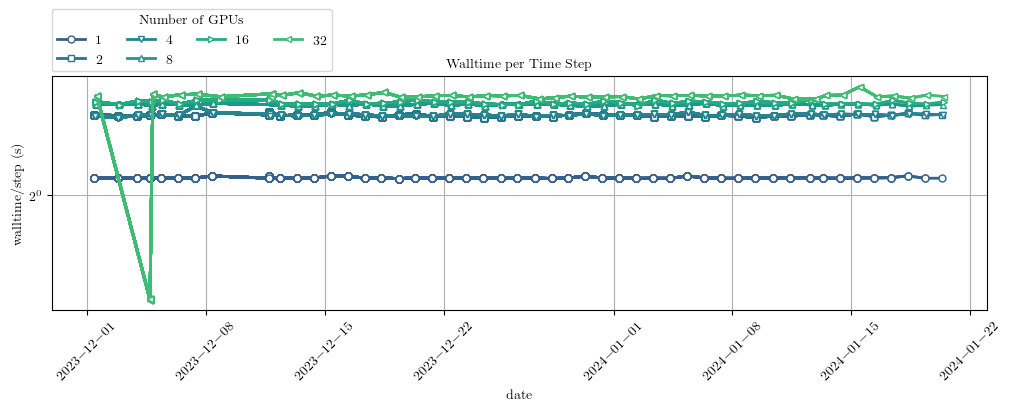 Number of GPUs
1 4 16 32
2 8
Walltime per Time Step
walltime/step (s)
2⁰
2023−12−01 2023−12−08 2023−12−15 2023−12−22 2024−01−01 2024−01−08 2024−01−15 2024−01−22
date